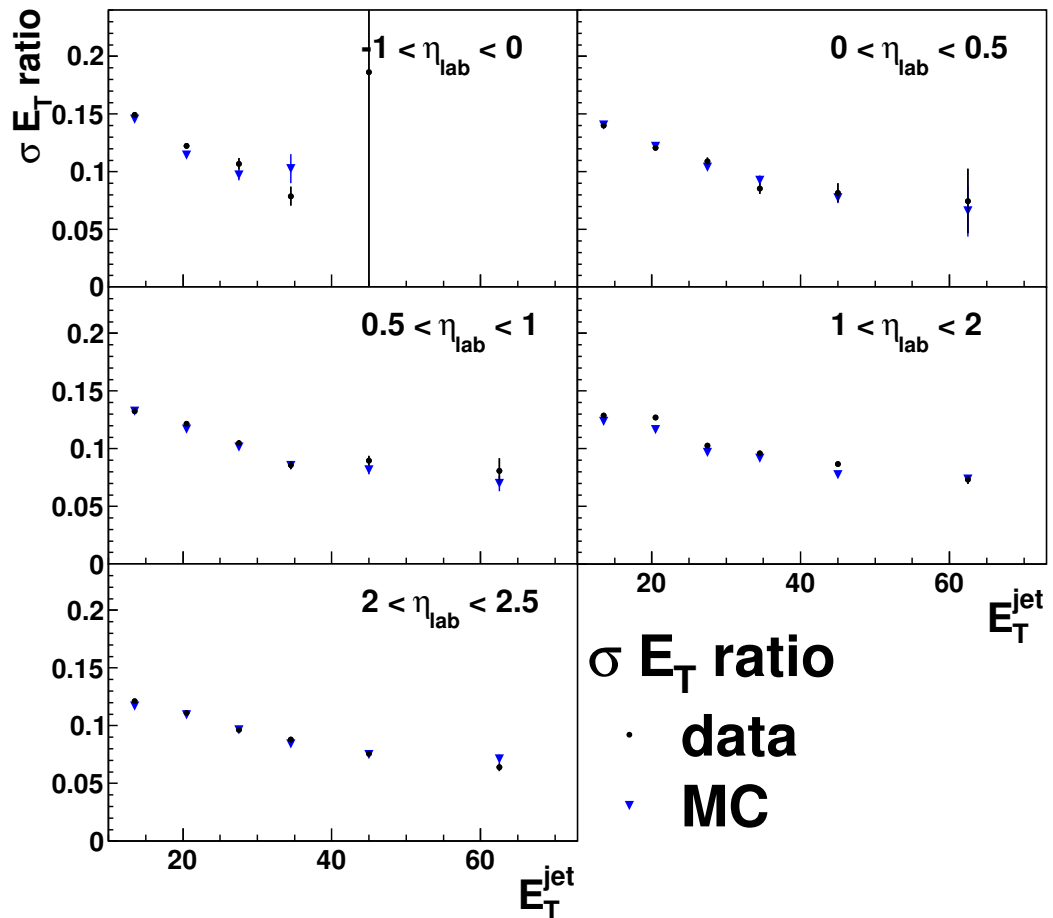 σ E_T ratio
0.2
0.15
0.1
0.05
0
-1 < η_lab < 0
0 < η_lab < 0.5
0.2
0.15
0.1
0.05
0
0.5 < η_lab < 1
1 < η_lab < 2
20 40 60
E_T^jet
0.2
0.15
0.1
0.05
0
2 < η_lab < 2.5
20 40 60
E_T^jet
σ E_T ratio
data
MC